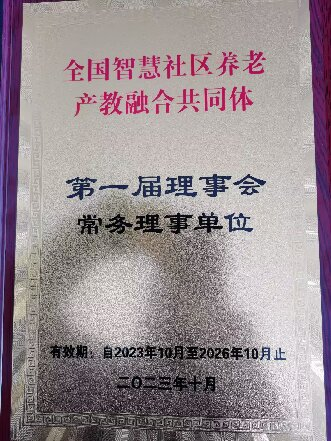 全国智慧社区养老
产教融合共同体
第一届理事会
常务理事单位
有效期：自2023年10月至2026年10月止
二〇二三年十月